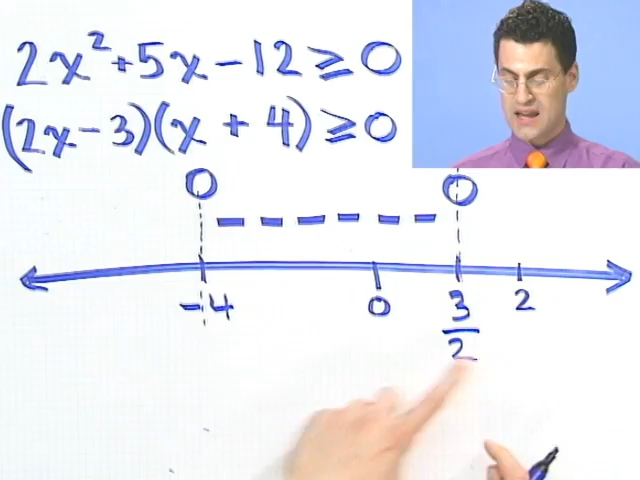 2x²+5x-12≥0
(2x-3)(x+4)≥0
0 0
------
-4 0 3/2 2